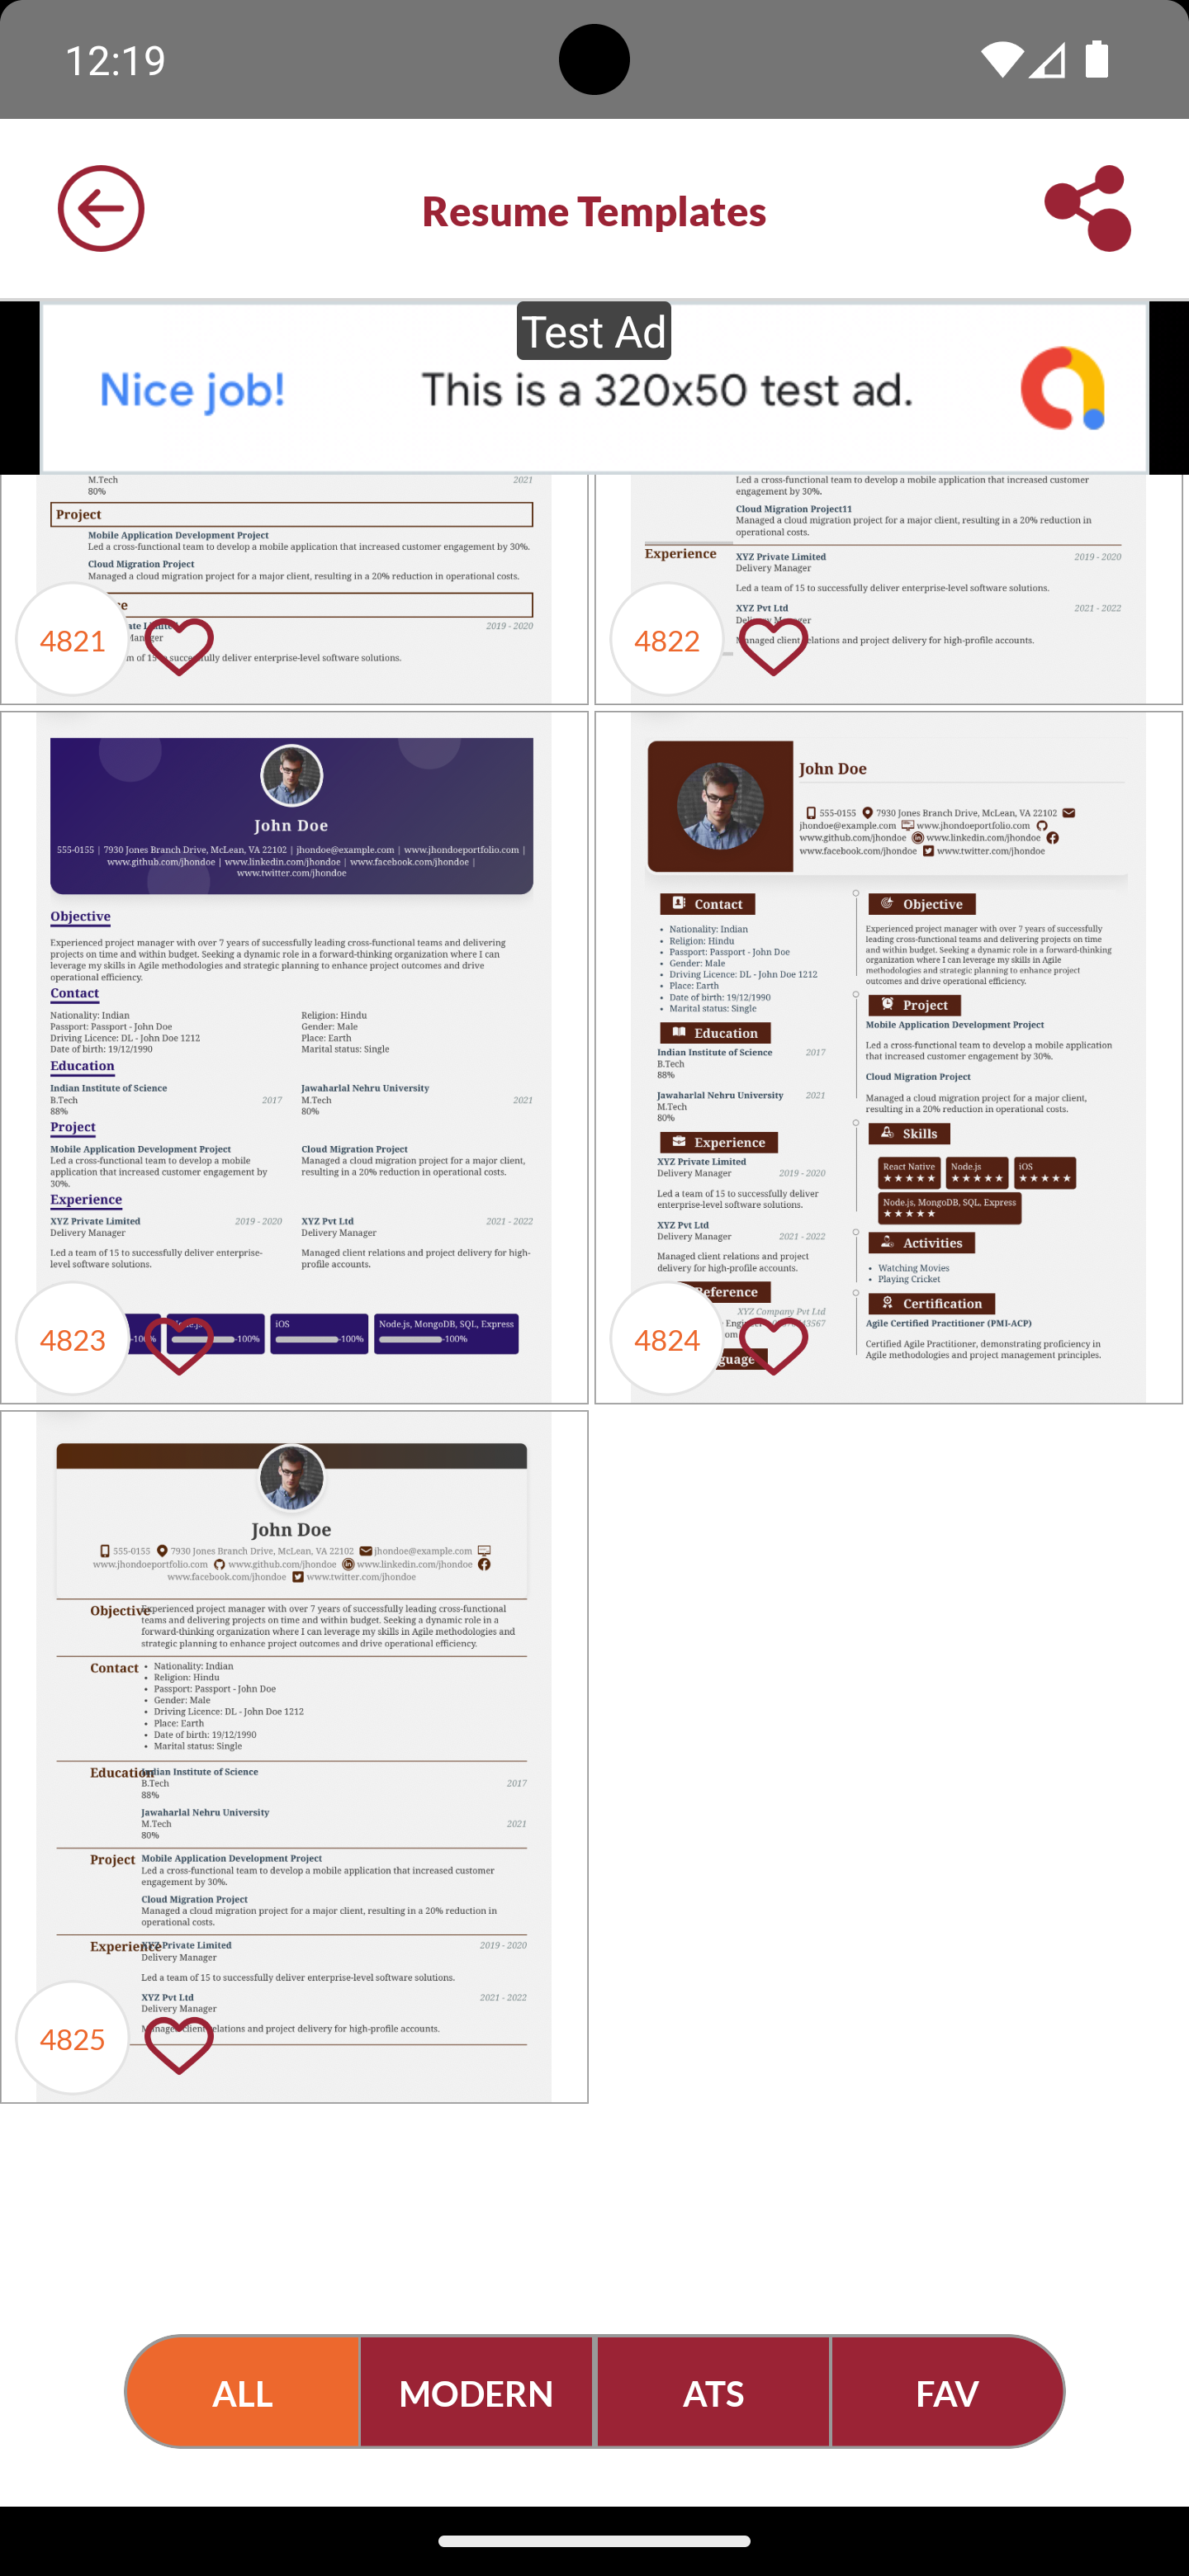 12:19
Resume Templates
Test Ad
Nice job!
This is a 320x50 test ad.
M.Tech 2021
80%
Project
Mobile Application Development Project
Led a cross-functional team to develop a mobile application that increased customer engagement by 30%.
Cloud Migration Project
Managed a cloud migration project for a major client, resulting in a 20% reduction in operational costs.
2019 - 2020
successfully deliver enterprise-level software solutions.
4821
Led a cross-functional team to develop a mobile application that increased customer
engagement by 30%.
Cloud Migration Project11
Managed a cloud migration project for a major client, resulting in a 20% reduction in
operational costs.
Experience
XYZ Private Limited 2019 - 2020
Delivery Manager
Led a team of 15 to successfully deliver enterprise-level software solutions.
XYZ Pvt Ltd 2021 - 2022
Delivery Manager
Managed client relations and project delivery for high-profile accounts.
4822
John Doe
555-0155 | 7930 Jones Branch Drive, McLean, VA 22102 | jhondoe@example.com | www.jhondoeportfolio.com |
www.github.com/jhondoe | www.linkedin.com/jhondoe | www.facebook.com/jhondoe |
www.twitter.com/jhondoe
Objective
Experienced project manager with over 7 years of successfully leading cross-functional teams and delivering
projects on time and within budget. Seeking a dynamic role in a forward-thinking organization where I can
leverage my skills in Agile methodologies and strategic planning to enhance project outcomes and drive
operational efficiency.
Contact
Nationality: Indian
Passport: Passport - John Doe
Driving Licence: DL - John Doe 1212
Date of birth: 19/12/1990
Religion: Hindu
Gender: Male
Place: Earth
Marital status: Single
Education
Indian Institute of Science
B.Tech 2017
88%
Jawaharlal Nehru University
M.Tech 2021
80%
Project
Mobile Application Development Project
Led a cross-functional team to develop a mobile
application that increased customer engagement by
30%.
Cloud Migration Project
Managed a cloud migration project for a major client,
resulting in a 20% reduction in operational costs.
Experience
XYZ Private Limited 2019 - 2020
Delivery Manager
Led a team of 15 to successfully deliver enterprise-
level software solutions.
XYZ Pvt Ltd 2021 - 2022
Delivery Manager
Managed client relations and project delivery for high-
profile accounts.
-100%
Node.js
-100%
iOS
-100%
Node.js, MongoDB, SQL, Express
-100%
4823
John Doe
555-0155 7930 Jones Branch Drive, McLean, VA 22102
jhondoe@example.com www.jhondoeportfolio.com
www.github.com/jhondoe www.linkedin.com/jhondoe
www.facebook.com/jhondoe www.twitter.com/jhondoe
Contact
Nationality: Indian
Religion: Hindu
Passport: Passport - John Doe
Gender: Male
Driving Licence: DL - John Doe 1212
Place: Earth
Date of birth: 19/12/1990
Marital status: Single
Education
Indian Institute of Science 2017
B.Tech
88%
Jawaharlal Nehru University 2021
M.Tech
80%
Experience
XYZ Private Limited
Delivery Manager 2019 - 2020
Led a team of 15 to successfully deliver
enterprise-level software solutions.
XYZ Pvt Ltd
Delivery Manager 2021 - 2022
Managed client relations and project
delivery for high-profile accounts.
Reference
XYZ Company Pvt Ltd
Objective
Experienced project manager with over 7 years of successfully
leading cross-functional teams and delivering projects on time
and within budget. Seeking a dynamic role in a forward-thinking
organization where I can leverage my skills in Agile
methodologies and strategic planning to enhance project
outcomes and drive operational efficiency.
Project
Mobile Application Development Project
Led a cross-functional team to develop a mobile application
that increased customer engagement by 30%.
Cloud Migration Project
Managed a cloud migration project for a major client,
resulting in a 20% reduction in operational costs.
Skills
React Native Node.js iOS
Node.js, MongoDB, SQL, Express
Activities
Watching Movies
Playing Cricket
Certification
Agile Certified Practitioner (PMI-ACP)
Certified Agile Practitioner, demonstrating proficiency in
Agile methodologies and project management principles.
4824
John Doe
555-0155 7930 Jones Branch Drive, McLean, VA 22102 jhondoe@example.com
www.jhondoeportfolio.com www.github.com/jhondoe www.linkedin.com/jhondoe
www.facebook.com/jhondoe www.twitter.com/jhondoe
Objective
Experienced project manager with over 7 years of successfully leading cross-functional
teams and delivering projects on time and within budget. Seeking a dynamic role in a
forward-thinking organization where I can leverage my skills in Agile methodologies and
strategic planning to enhance project outcomes and drive operational efficiency.
Contact
Nationality: Indian
Religion: Hindu
Passport: Passport - John Doe
Gender: Male
Driving Licence: DL - John Doe 1212
Place: Earth
Date of birth: 19/12/1990
Marital status: Single
Education
Indian Institute of Science
B.Tech 2017
88%
Jawaharlal Nehru University
M.Tech 2021
80%
Project
Mobile Application Development Project
Led a cross-functional team to develop a mobile application that increased customer
engagement by 30%.
Cloud Migration Project
Managed a cloud migration project for a major client, resulting in a 20% reduction in
operational costs.
Experience
XYZ Private Limited 2019 - 2020
Delivery Manager
Led a team of 15 to successfully deliver enterprise-level software solutions.
XYZ Pvt Ltd 2021 - 2022
Delivery Manager
Managed client relations and project delivery for high-profile accounts.
4825
ALL MODERN ATS FAV